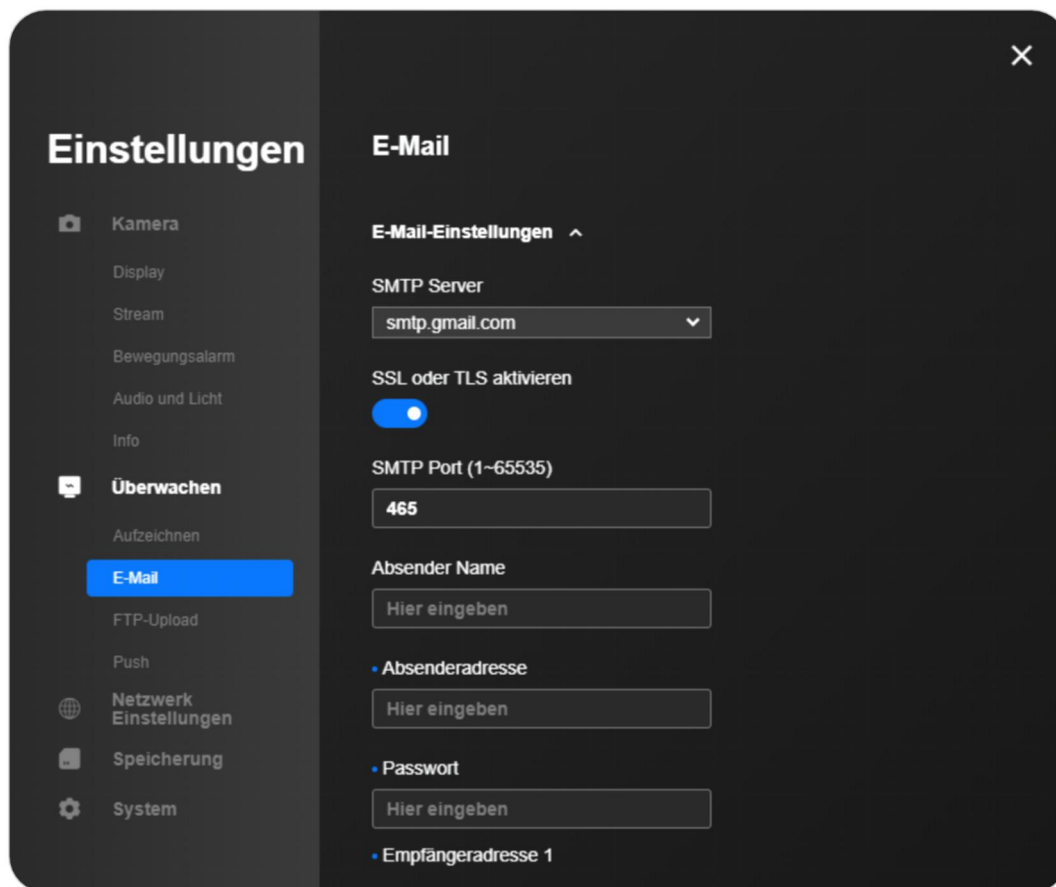 Einstellungen
Kamera
Display
Stream
Bewegungsalarm
Audio und Licht
Info
Überwachen
Aufzeichnen
E-Mail
FTP-Upload
Push
Netzwerk
Einstellungen
Speicherung
System
E-Mail
E-Mail-Einstellungen
SMTP Server
smtp.gmail.com
SSL oder TLS aktivieren
SMTP Port (1~65535)
465
Absender Name
Hier eingeben
Absenderadresse
Hier eingeben
Passwort
Hier eingeben
Empfängeradresse 1